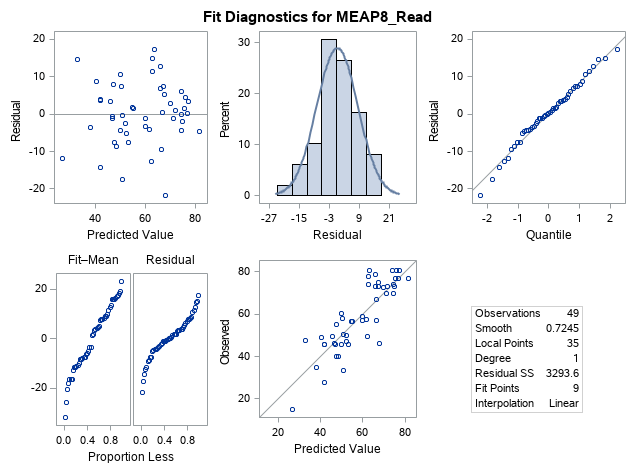 Fit Diagnostics for MEAP8_Read
20
10
0
-10
-20
Residual
40
60
80
Predicted Value
30
20
10
0
Percent
-27
-15
-3
9
21
Residual
20
10
0
-10
-20
Residual
-2
-1
0
1
2
Quantile
Fit–Mean
Residual
20
0
-20
0.0
0.4
0.8
0.0
0.4
0.8
Proportion Less
80
60
40
20
Observed
20
40
60
80
Predicted Value
Observations 49
Smooth 0.7245
Local Points 35
Degree 1
Residual SS 3293.6
Fit Points 9
Interpolation Linear